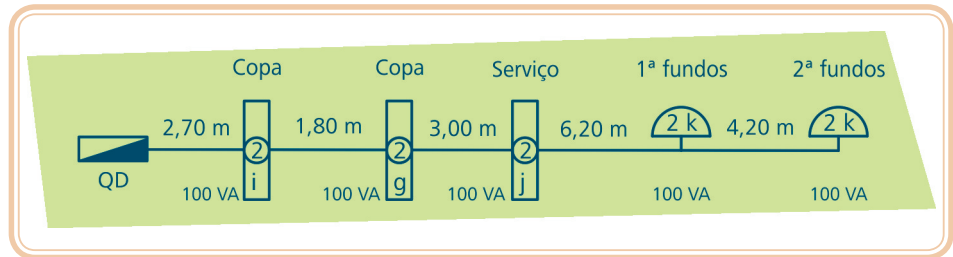 Copa Copa Serviço 1ª fundos 2ª fundos
2,70 m 1,80 m 3,00 m 6,20 m 2 k 4,20 m 2 k
2 2 2
QD i g j
100 VA 100 VA 100 VA 100 VA 100 VA